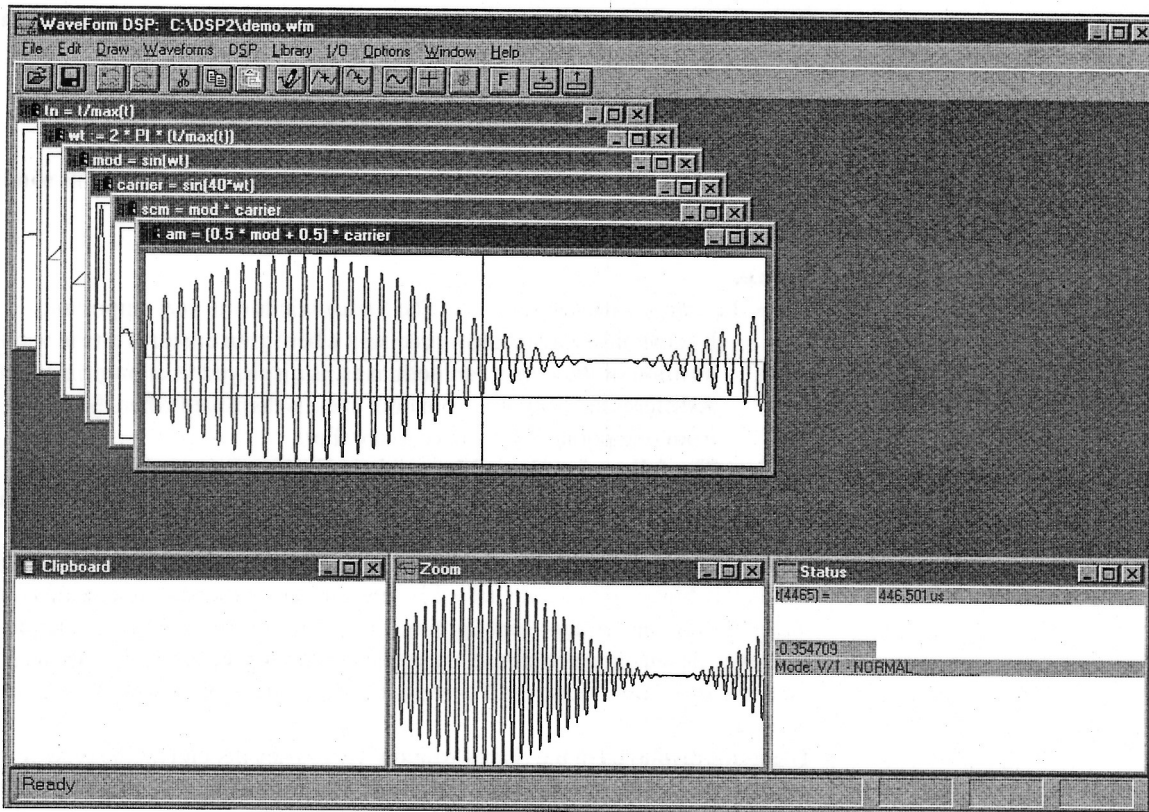 WaveForm DSP: C:\DSP2\demo.wfm
File Edit Draw Waveforms DSP Library I/O Options Window Help
F
tn = t/max(t)
wt := 2 * PI * (t/max(t))
mod = sin(wt)
carrier = sin(40*wt)
scm = mod * carrier
am = (0.5 * mod + 0.5) * carrier
Clipboard
Zoom
Status
t(4465) = 446.501 us
-0.354709
Mode: V/T - NORMAL
Ready